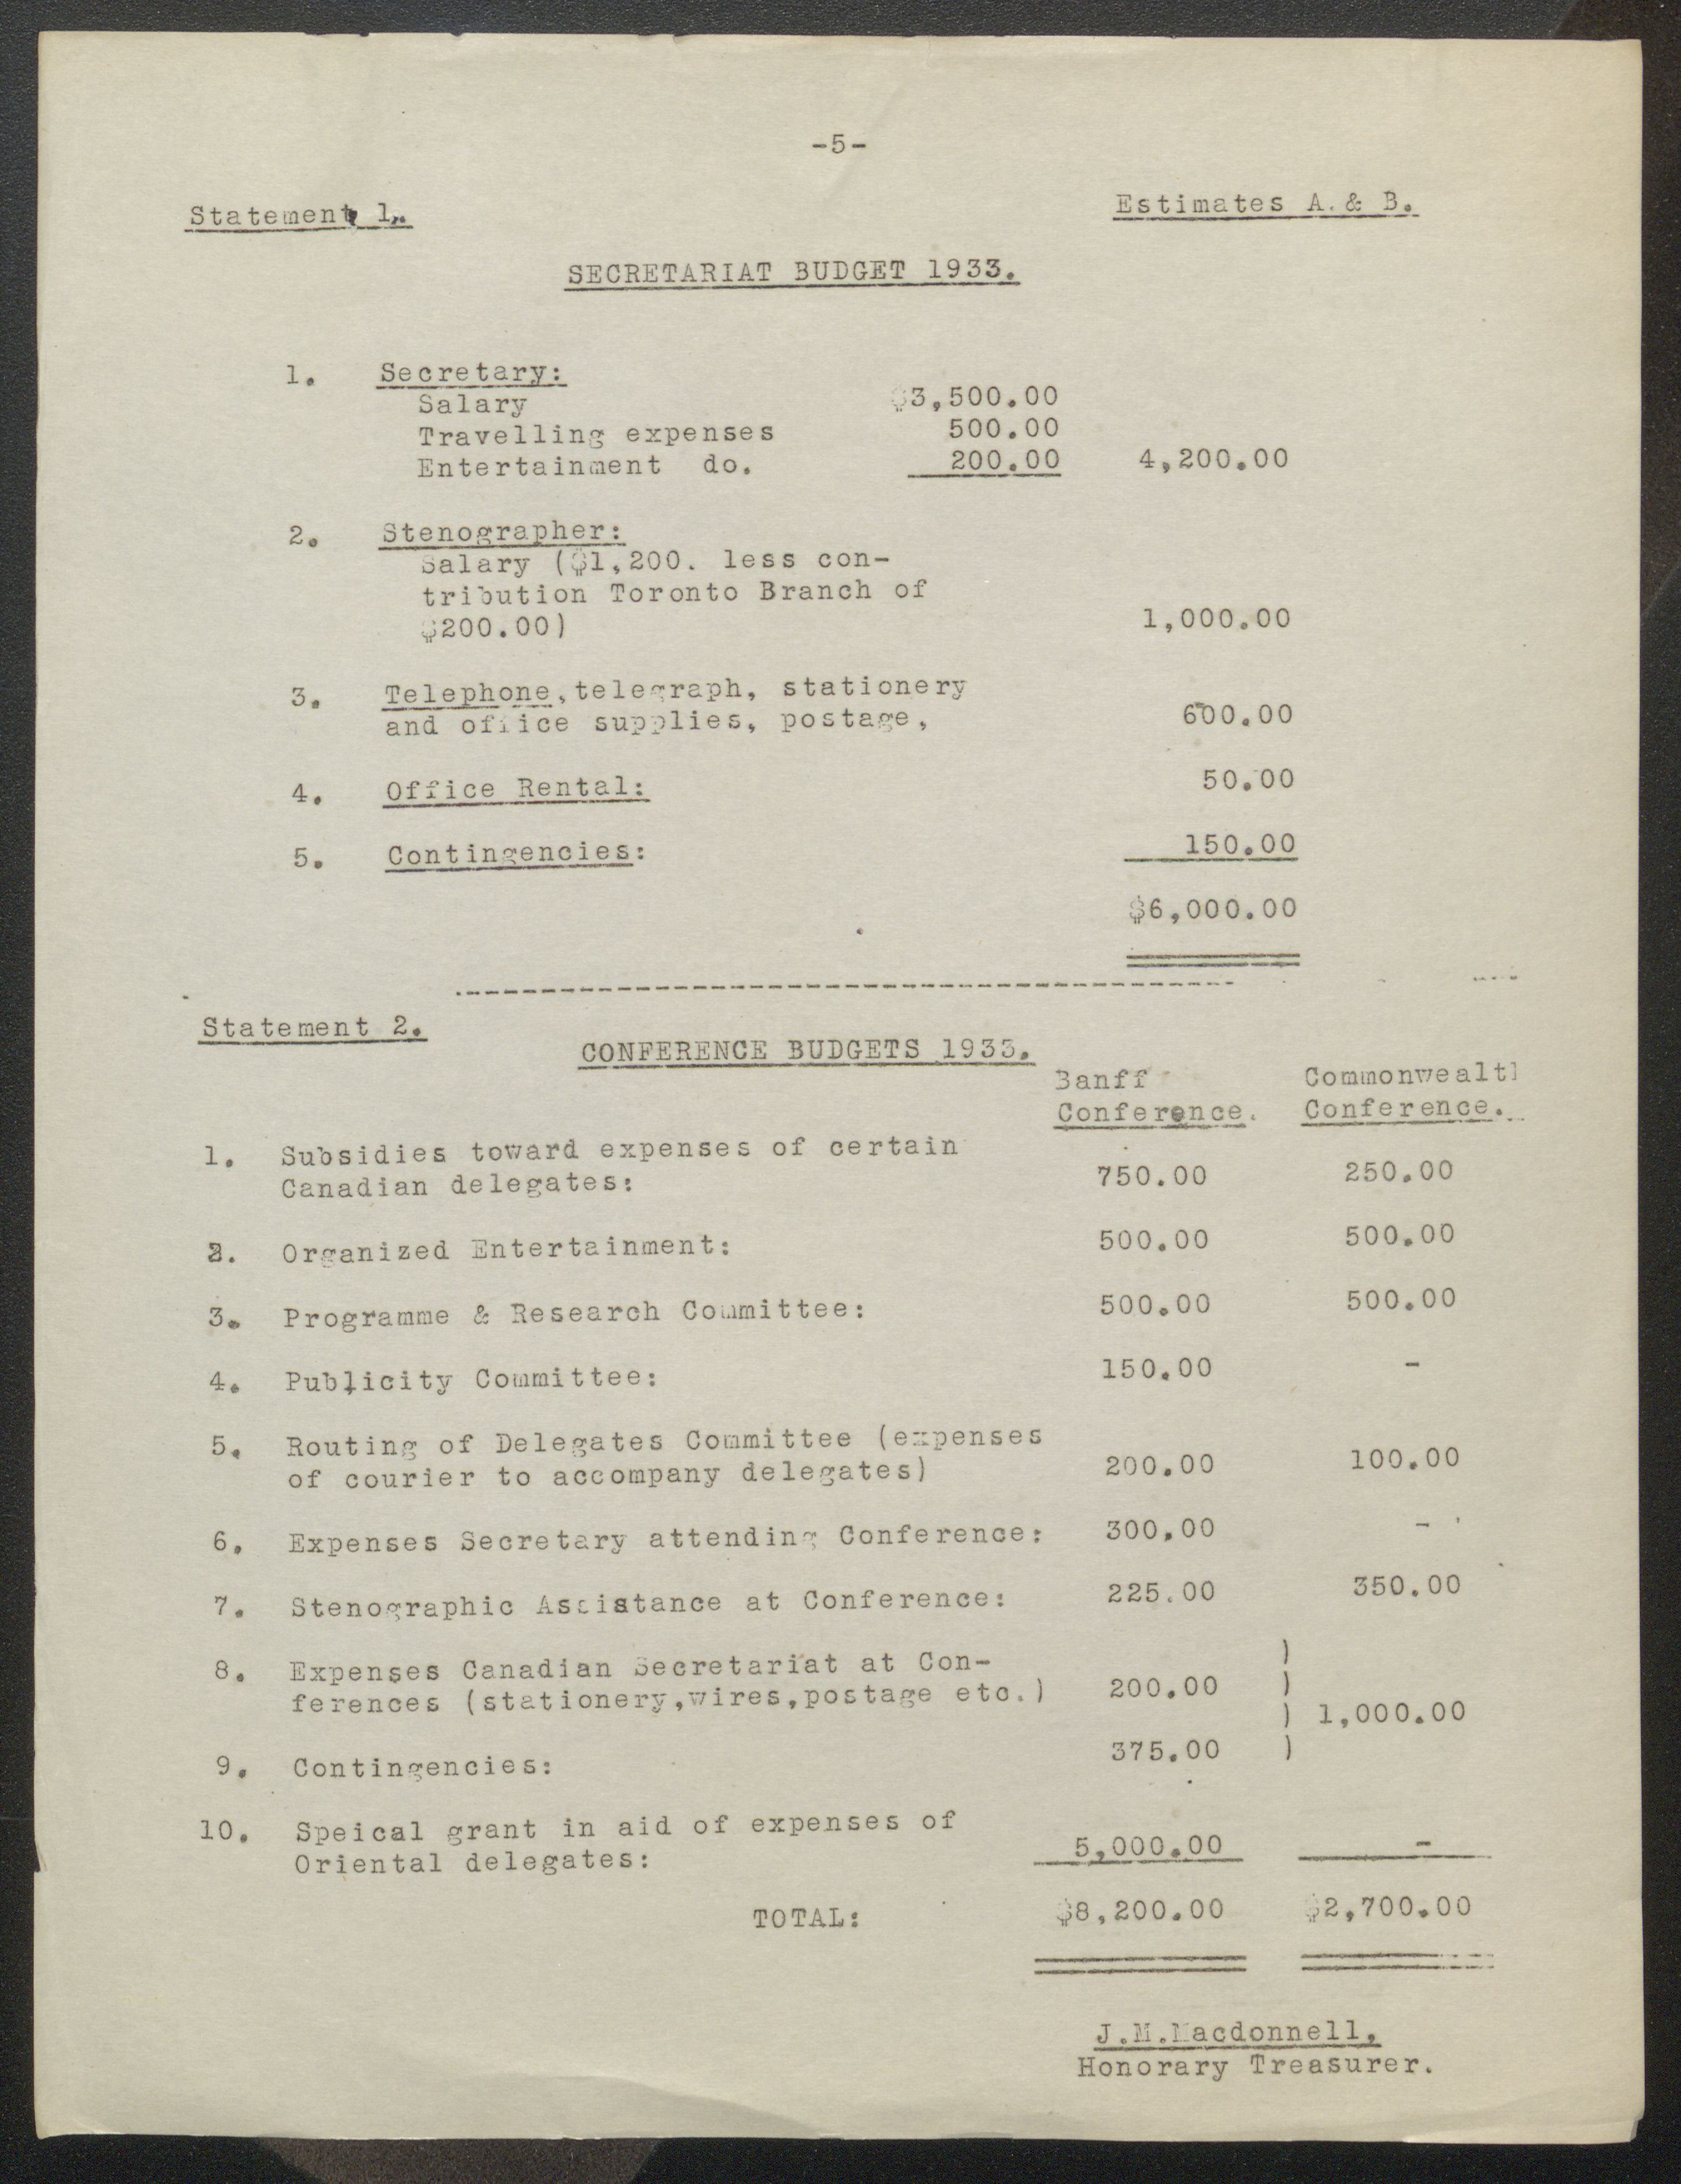 -5-
Statement 1.
Estimates A. & B.
SECRETARIAT BUDGET 1933.
1. Secretary:
Salary $3,500.00
Travelling expenses 500.00
Entertainment do. 200.00 4,200.00
2. Stenographer:
Salary ($1,200. less con-
tribution Toronto Branch of
$200.00) 1,000.00
3. Telephone, telegraph, stationery
and office supplies, postage, 600.00
4. Office Rental: 50.00
5. Contingencies: 150.00
$6,000.00
Statement 2.
CONFERENCE BUDGETS 1933.
Banff Commonwealth
Conference. Conference.
1. Subsidies toward expenses of certain
Canadian delegates: 750.00 250.00
2. Organized Entertainment: 500.00 500.00
3. Programme & Research Committee: 500.00 500.00
4. Publicity Committee: 150.00 -
5. Routing of Delegates Committee (expenses
of courier to accompany delegates) 200.00 100.00
6. Expenses Secretary attending Conference: 300.00 -
7. Stenographic Assistance at Conference: 225.00 350.00
8. Expenses Canadian Secretariat at Con- )
ferences (stationery,wires,postage etc.) 200.00 )
) 1,000.00
9. Contingencies: 375.00 )
10. Speical grant in aid of expenses of
Oriental delegates: 5,000.00 -
TOTAL: $8,200.00 $2,700.00
J.M.Macdonnell,
Honorary Treasurer.